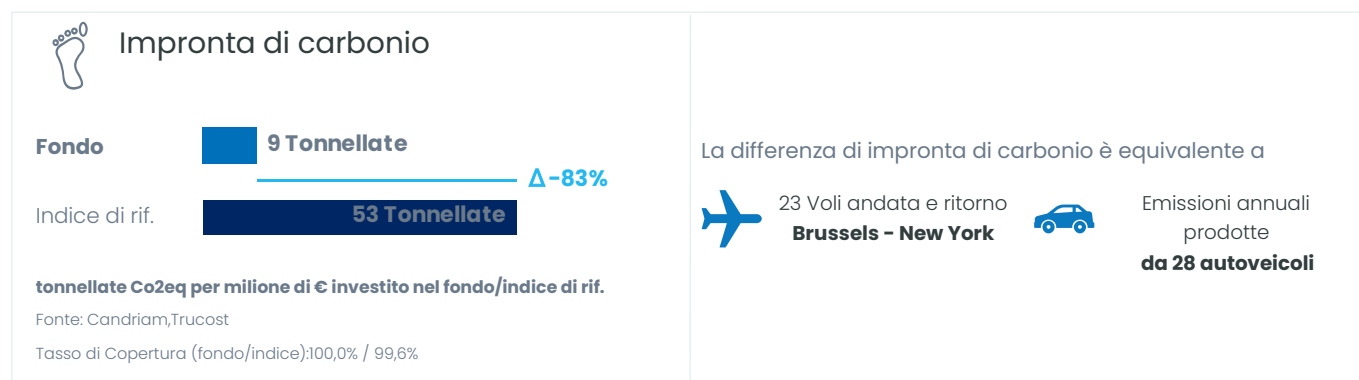 Impronta di carbonio
Fondo
9 Tonnellate
Δ-83%
Indice di rif.
53 Tonnellate
tonnellate Co2eq per milione di € investito nel fondo/indice di rif.
Fonte: Candriam,Trucost
Tasso di Copertura (fondo/indice):100,0% / 99,6%
La differenza di impronta di carbonio è equivalente a
23 Voli andata e ritorno
Brussels - New York
Emissioni annuali
prodotte
da 28 autoveicoli